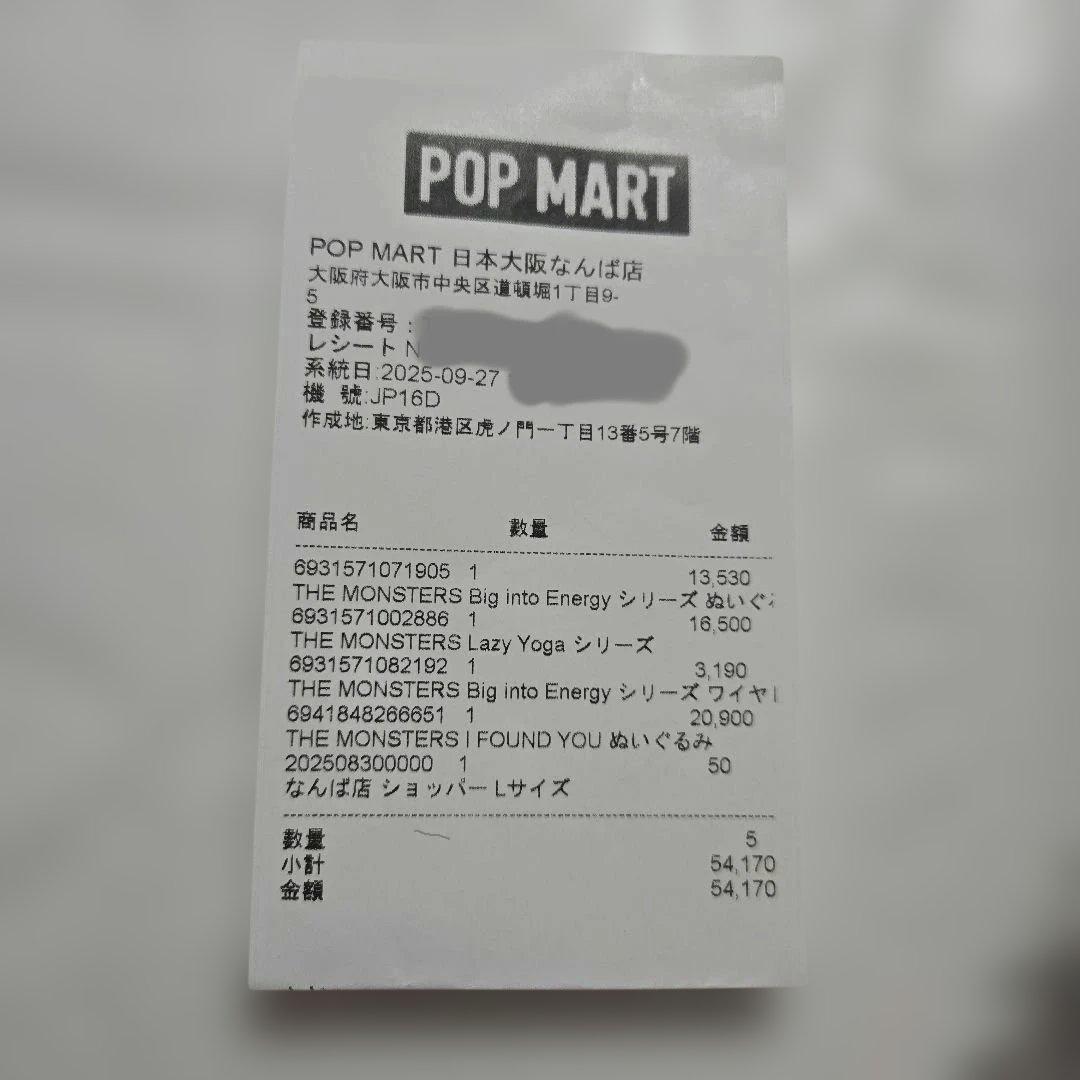 POP MART
POP MART 日本大阪なんば店
大阪府大阪市中央区道頓堀1丁目9-
5
登録番号:
レシート N
系統日:2025-09-27
機 號:JP16D
作成地:東京都港区虎ノ門一丁目13番5号7階
商品名 數量 金額
6931571071905 1 13,530
THE MONSTERS Big into Energy シリーズ ぬいぐ
6931571002886 1 16,500
THE MONSTERS Lazy Yoga シリーズ
6931571082192 1 3,190
THE MONSTERS Big into Energy シリーズ ワイヤ
6941848266651 1 20,900
THE MONSTERS I FOUND YOU ぬいぐるみ
202508300000 1 50
なんば店 ショッパー Lサイズ
數量 5
小計 54,170
金額 54,170